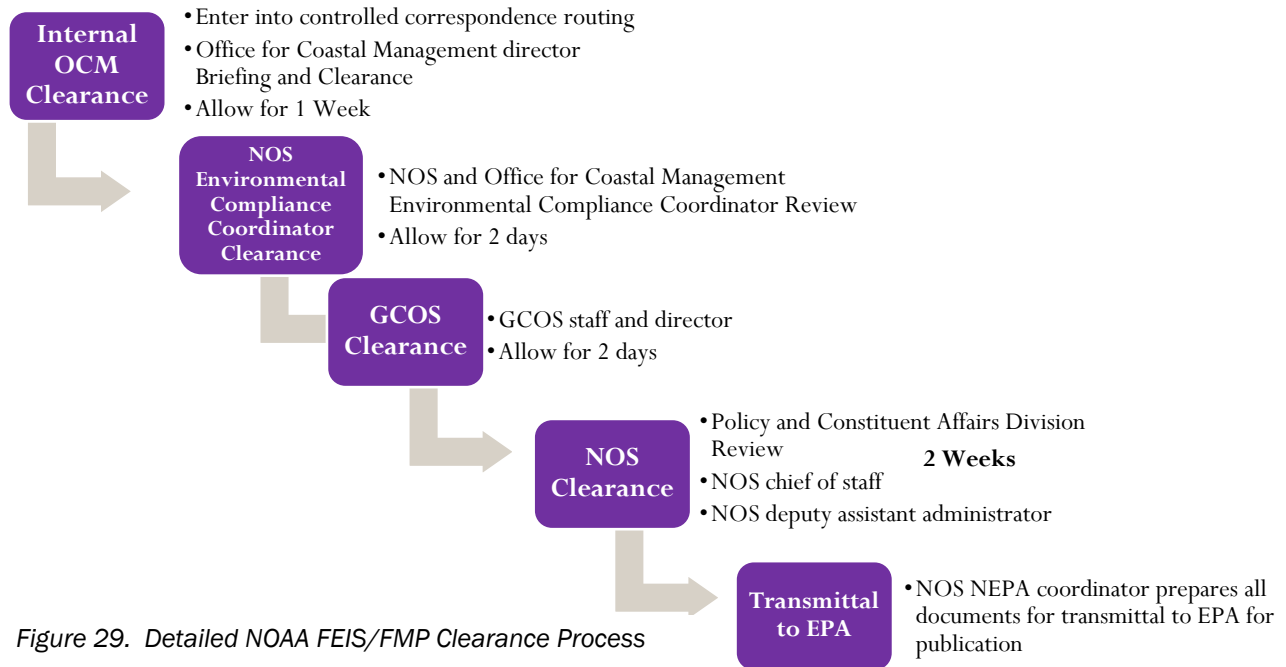 Internal
OCM
Clearance
•Enter into controlled correspondence routing
•Office for Coastal Management director
Briefing and Clearance
•Allow for 1 Week
NOS
Environmental
Compliance
Coordinator
Clearance
•NOS and Office for Coastal Management
Environmental Compliance Coordinator Review
•Allow for 2 days
GCOS
Clearance
•GCOS staff and director
•Allow for 2 days
NOS
Clearance
•Policy and Constituent Affairs Division
Review
2 Weeks
•NOS chief of staff
•NOS deputy assistant administrator
Transmittal
to EPA
•NOS NEPA coordinator prepares all
documents for transmittal to EPA for
publication
Figure 29. Detailed NOAA FEIS/FMP Clearance Process